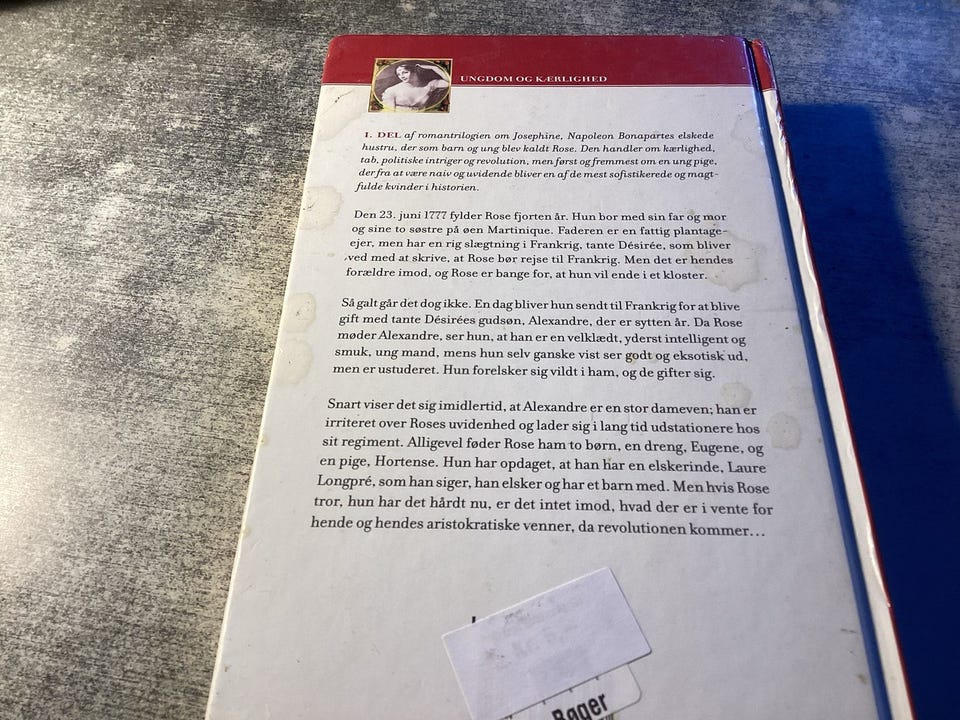 UNGDOM OG KÆRLIGHED
1. DEL af romantrilogien om Josephine, Napoleon Bonapartes elskede
hustru, der som barn og ung blev kaldt Rose. Den handler om kærlighed,
tab, politiske intriger og revolution, men først og fremmest om en ung pige,
der fra at være naiv og uvidende bliver en af de mest sofistikerede og magt-
fulde kvinder i historien.
Den 23. juni 1777 fylder Rose fjorten år. Hun bor med sin far og mor
og sine to søstre på øen Martinique. Faderen er en fattig plantage-
ejer, men har en rig slægtning i Frankrig, tante Désirée, som bliver
ved med at skrive, at Rose bør rejse til Frankrig. Men det er hendes
forældre imod, og Rose er bange for, at hun vil ende i et kloster.
Så galt går det dog ikke. En dag bliver hun sendt til Frankrig for at blive
gift med tante Désirées gudsøn, Alexandre, der er sytten år. Da Rose
møder Alexandre, ser hun, at han er en velklædt, yderst intelligent og
smuk, ung mand, mens hun selv ganske vist ser godt og eksotisk ud,
men er ustuderet. Hun forelsker sig vildt i ham, og de gifter sig.
Snart viser det sig imidlertid, at Alexandre er en stor dameven; han er
irriteret over Roses uvidenhed og lader sig i lang tid udstationere hos
sit regiment. Alligevel føder Rose ham to børn, en dreng, Eugene, og
en pige, Hortense. Hun har opdaget, at han har en elskerinde, Laure
Longpré, som han siger, han elsker og har et barn med. Men hvis Rose
tror, hun har det hårdt nu, er det intet imod, hvad der er i vente for
hende og hendes aristokratiske venner, da revolutionen kommer...
Bøger